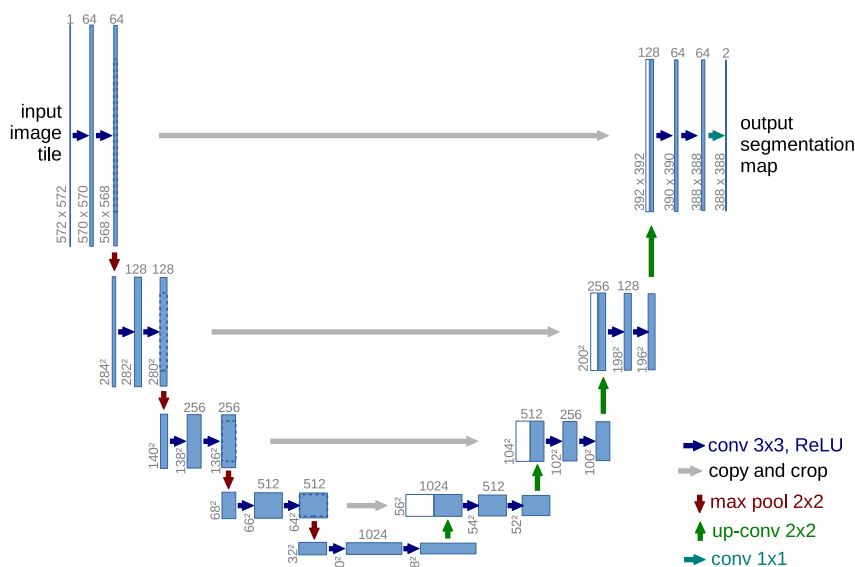 1 64 64
128 64 64 2
input
image
tile
output
segmentation
map
572 x 572
570 x 570
568 x 568
392 x 392
390 x 390
388 x 388
388 x 388
128 128
256 128
284²
282²
280²
200²
198²
196²
256 256
512 256
140²
138²
136²
104²
102²
100²
512 512
1024 512
68²
66²
64²
56²
54²
52²
1024
32²
conv 3x3, ReLU
copy and crop
max pool 2x2
up-conv 2x2
conv 1x1